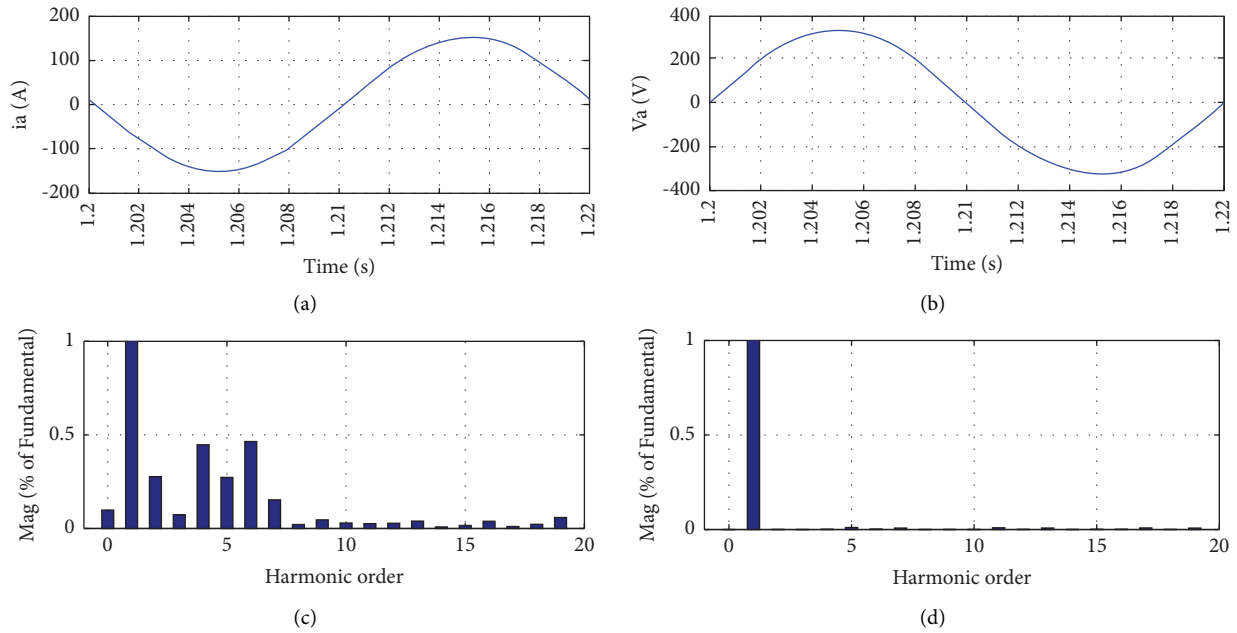 200
100
0
-100
-200
ia (A)
1.2
1.202
1.204
1.206
1.208
1.21
1.212
1.214
1.216
1.218
1.22
Time (s)
(a)
400
200
0
-200
-400
Va (V)
1.2
1.202
1.204
1.206
1.208
1.21
1.212
1.214
1.216
1.218
1.22
Time (s)
(b)
1
0.5
0
Mag (% of Fundamental)
0 5 10 15 20
Harmonic order
(c)
1
0.5
0
Mag (% of Fundamental)
0 5 10 15 20
Harmonic order
(d)